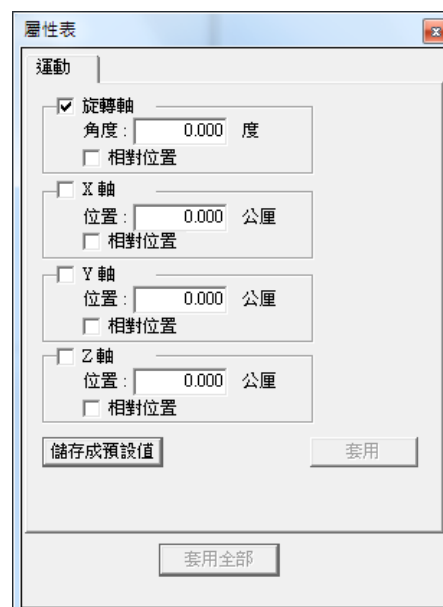 屬性表
運動
旋轉軸
角度： 0.000 度
相對位置
X 軸
位置： 0.000 公厘
相對位置
Y 軸
位置： 0.000 公厘
相對位置
Z 軸
位置： 0.000 公厘
相對位置
儲存成預設值 套用
套用全部